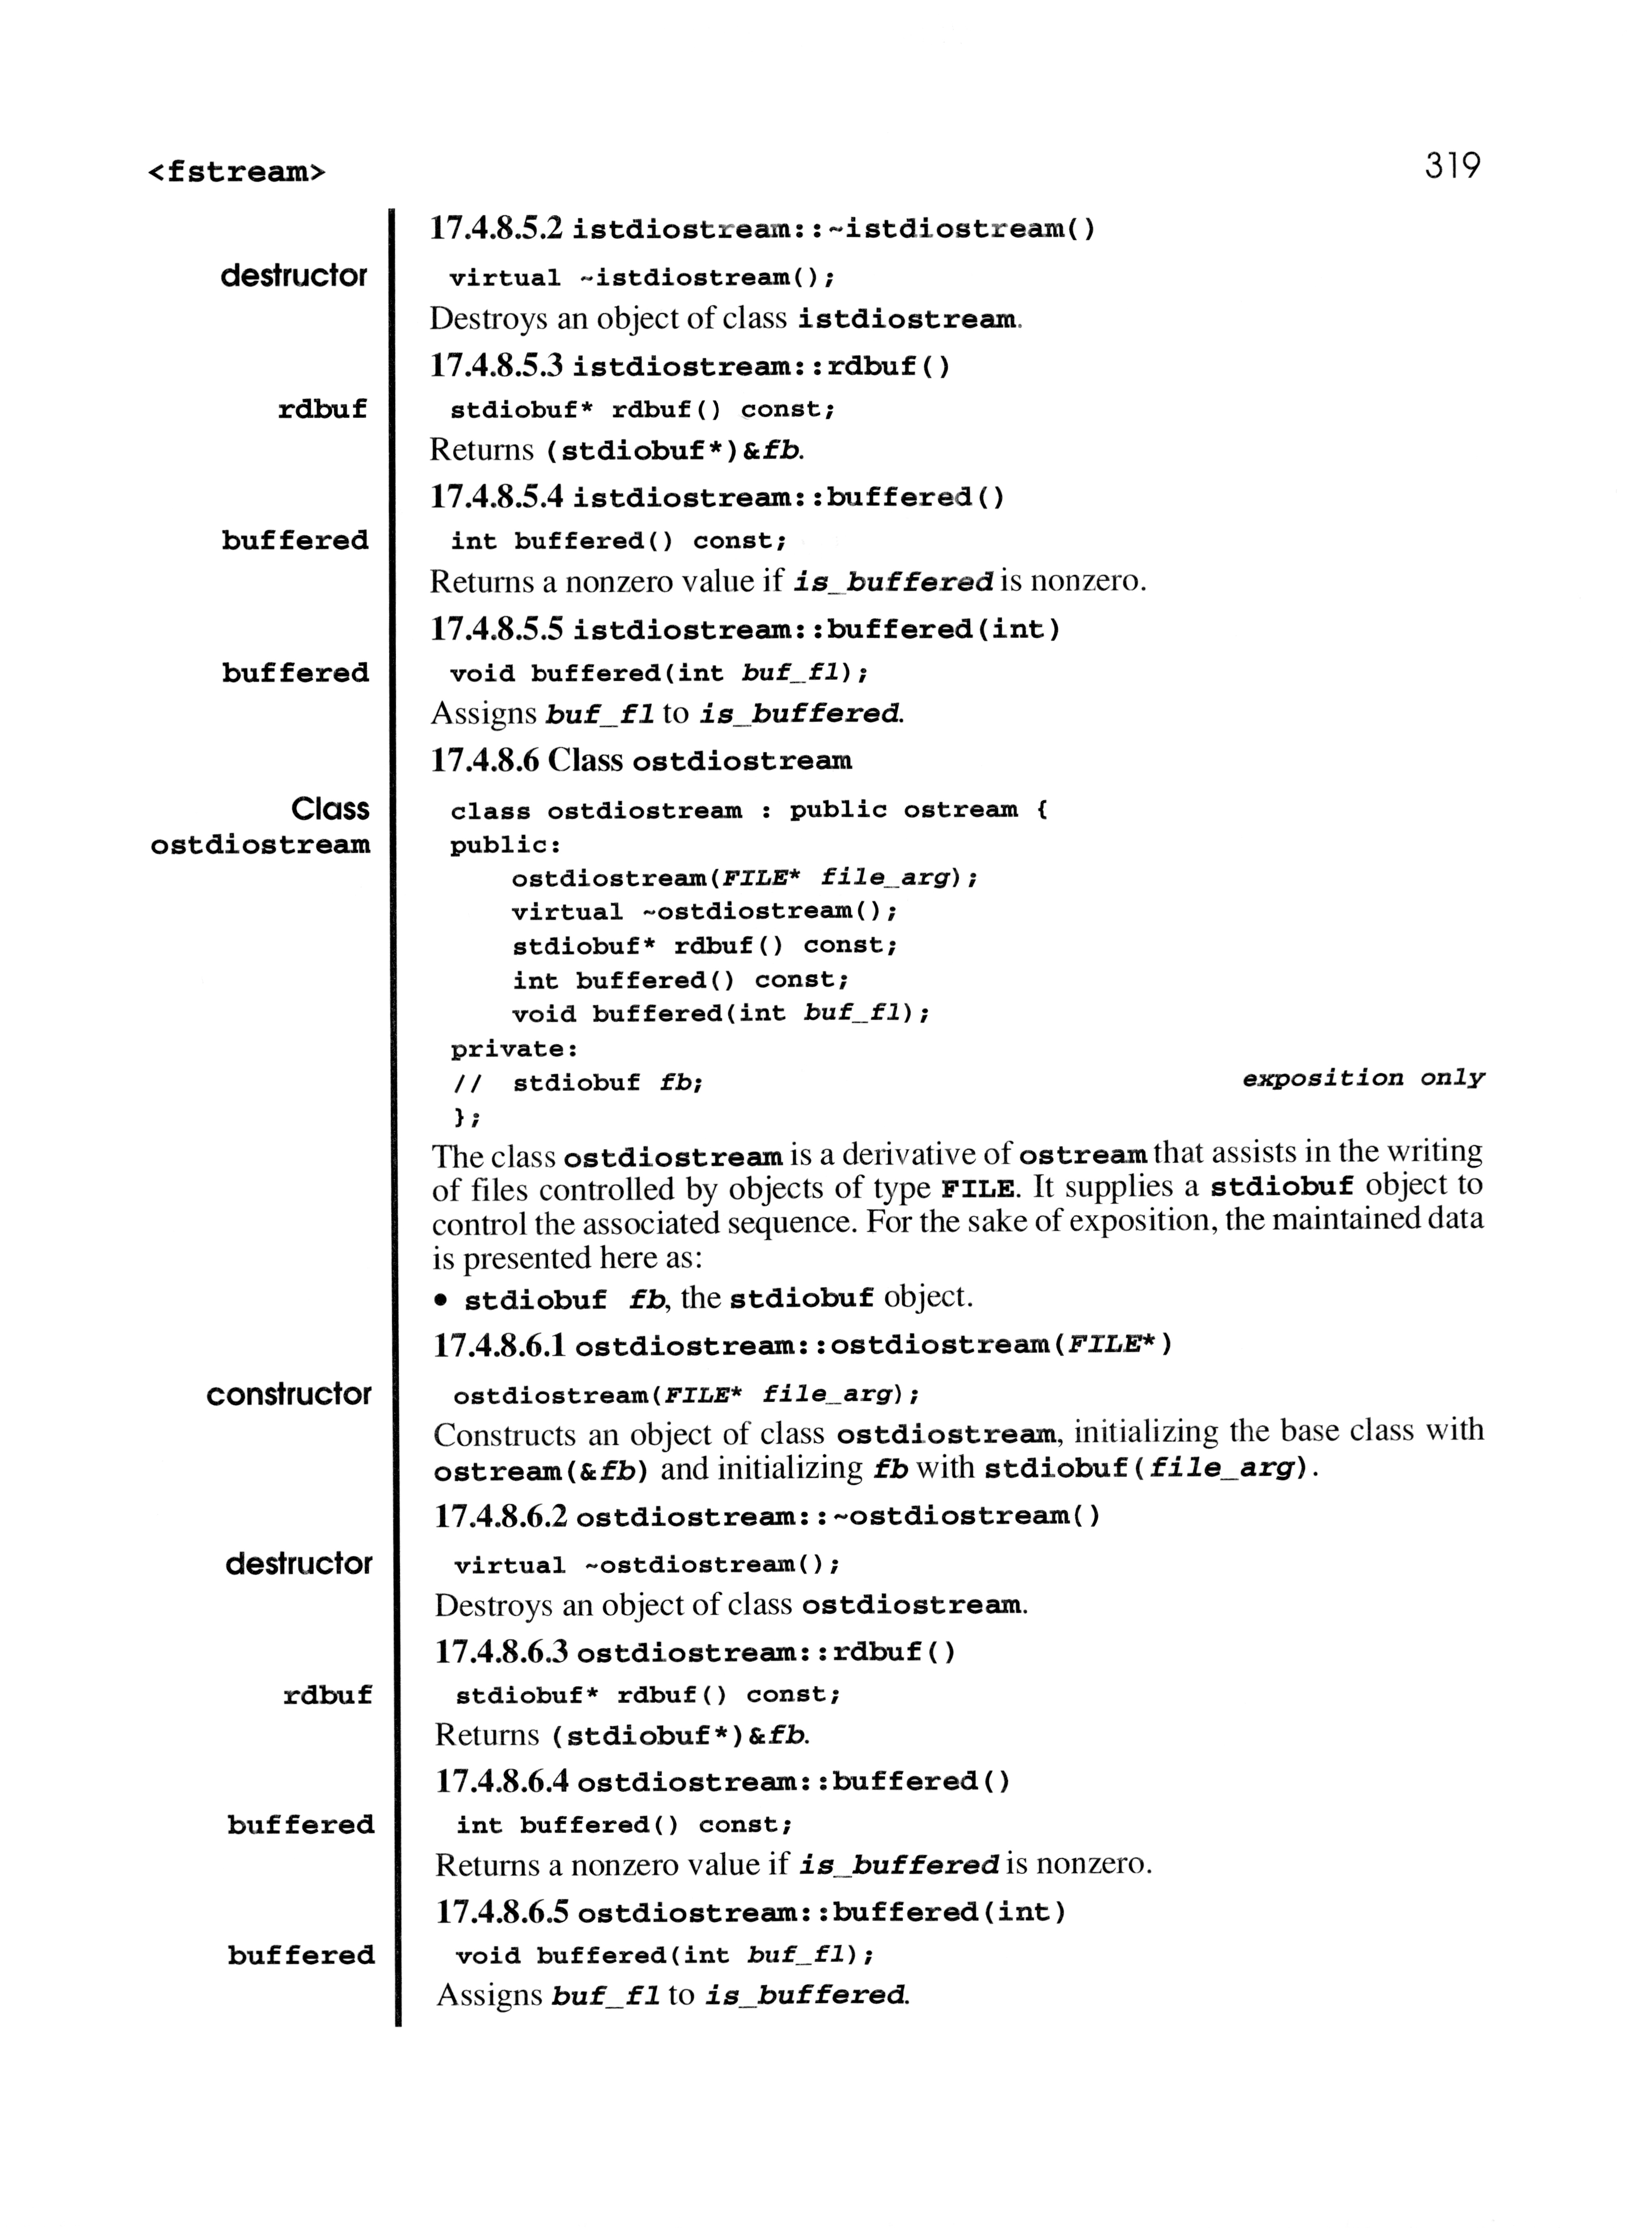 <fstream>
319
17.4.8.5.2 istdiostream::~istdiostream()
destructor
virtual ~istdiostream();
Destroys an object of class istdiostream.
17.4.8.5.3 istdiostream::rdbuf()
rdbuf
stdiobuf* rdbuf() const;
Returns (stdiobuf*)&fb.
17.4.8.5.4 istdiostream::buffered()
buffered
int buffered() const;
Returns a nonzero value if is_buffered is nonzero.
17.4.8.5.5 istdiostream::buffered(int)
buffered
void buffered(int buf_fl);
Assigns buf_fl to is_buffered.
17.4.8.6 Class ostdiostream
Class
ostdiostream
class ostdiostream : public ostream {
public:
ostdiostream(FILE* file_arg);
virtual ~ostdiostream();
stdiobuf* rdbuf() const;
int buffered() const;
void buffered(int buf_fl);
private:
// stdiobuf fb; exposition only
};
The class ostdiostream is a derivative of ostream that assists in the writing
of files controlled by objects of type FILE. It supplies a stdiobuf object to
control the associated sequence. For the sake of exposition, the maintained data
is presented here as:
• stdiobuf fb, the stdiobuf object.
17.4.8.6.1 ostdiostream::ostdiostream(FILE*)
constructor
ostdiostream(FILE* file_arg);
Constructs an object of class ostdiostream, initializing the base class with
ostream(&fb) and initializing fb with stdiobuf(file_arg).
17.4.8.6.2 ostdiostream::~ostdiostream()
destructor
virtual ~ostdiostream();
Destroys an object of class ostdiostream.
17.4.8.6.3 ostdiostream::rdbuf()
rdbuf
stdiobuf* rdbuf() const;
Returns (stdiobuf*)&fb.
17.4.8.6.4 ostdiostream::buffered()
buffered
int buffered() const;
Returns a nonzero value if is_buffered is nonzero.
17.4.8.6.5 ostdiostream::buffered(int)
buffered
void buffered(int buf_fl);
Assigns buf_fl to is_buffered.